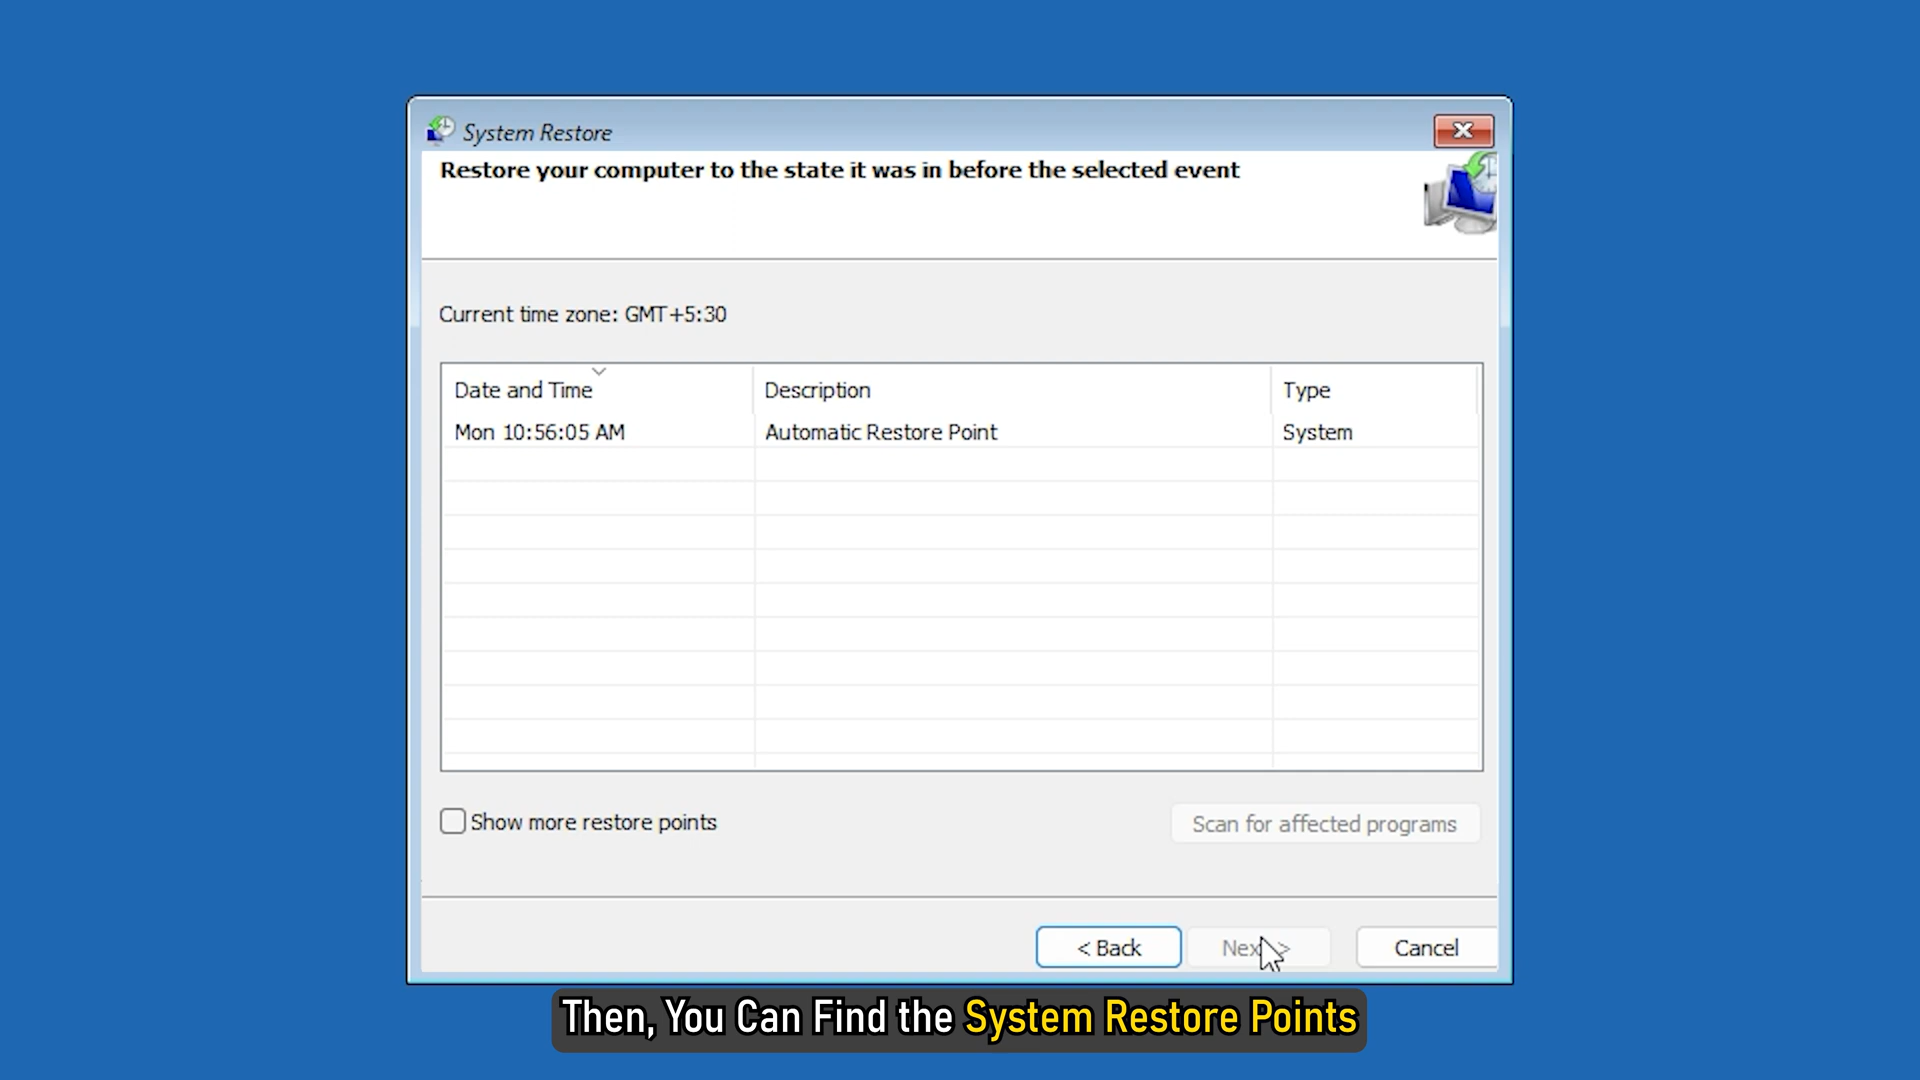 System Restore
Restore your computer to the state it was in before the selected event
Current time zone: GMT+5:30
Date and Time Description Type
Mon 10:56:05 AM Automatic Restore Point System
Show more restore points
Scan for affected programs
< Back Next > Cancel
Then, You Can Find the System Restore Points